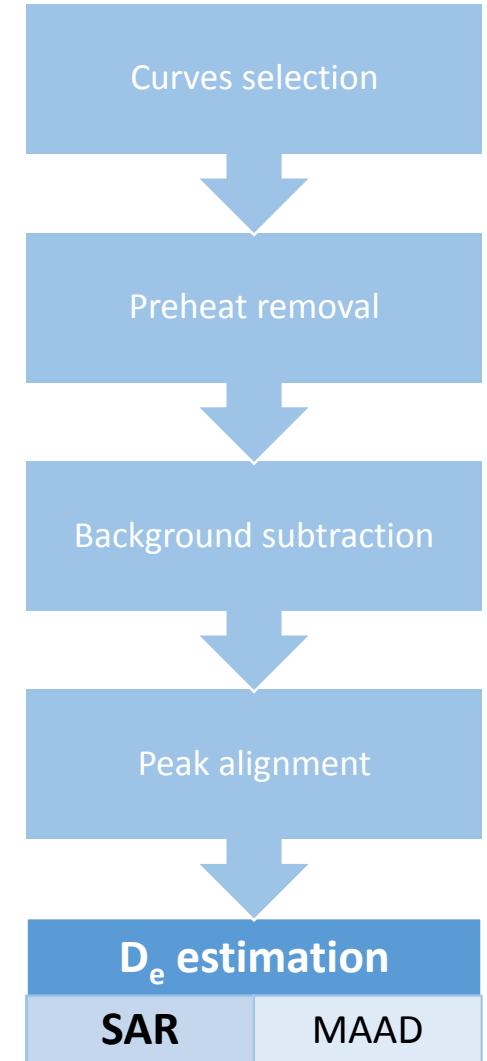 Curves selection
Preheat removal
Background subtraction
Peak alignment
Dₑ estimation
SAR MAAD